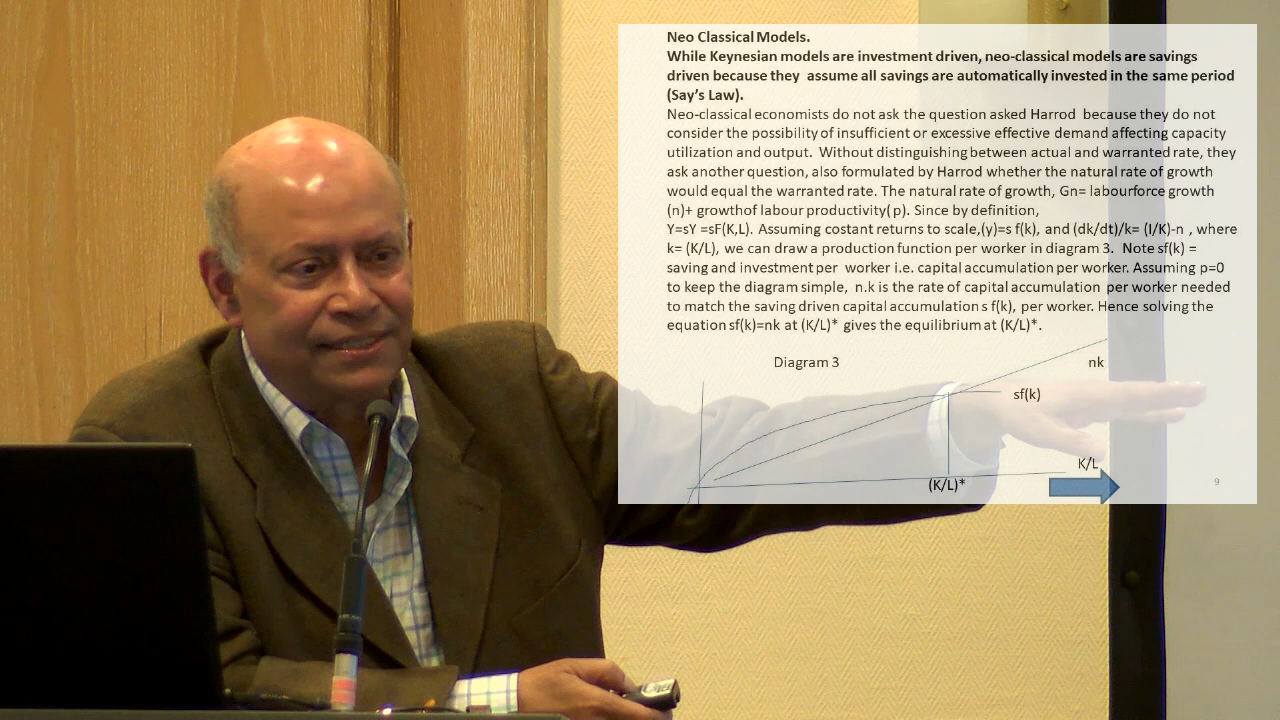 Neo Classical Models.
While Keynesian models are investment driven, neo-classical models are savings
driven because they assume all savings are automatically invested in the same period
(Say's Law).
Neo-classical economists do not ask the question asked Harrod because they do not
consider the possibility of insufficient or excessive effective demand affecting capacity
utilization and output. Without distinguishing between actual and warranted rate, they
ask another question, also formulated by Harrod whether the natural rate of growth
would equal the warranted rate. The natural rate of growth, Gn= labourforce growth
(n)+ growthof labour productivity(p). Since by definition,
Y=sY =sF(K,L). Assuming costant returns to scale,(y)=s f(k), and (dk/dt)/k= (I/K)-n , where
k= (K/L), we can draw a production function per worker in diagram 3. Note sf(k) =
saving and investment per worker i.e. capital accumulation per worker. Assuming p=0
to keep the diagram simple, n.k is the rate of capital accumulation per worker needed
to match the saving driven capital accumulation s f(k), per worker. Hence solving the
equation sf(k)=nk at (K/L)* gives the equilibrium at (K/L)*.
Diagram 3
nk
sf(k)
K/L
(K/L)*
9